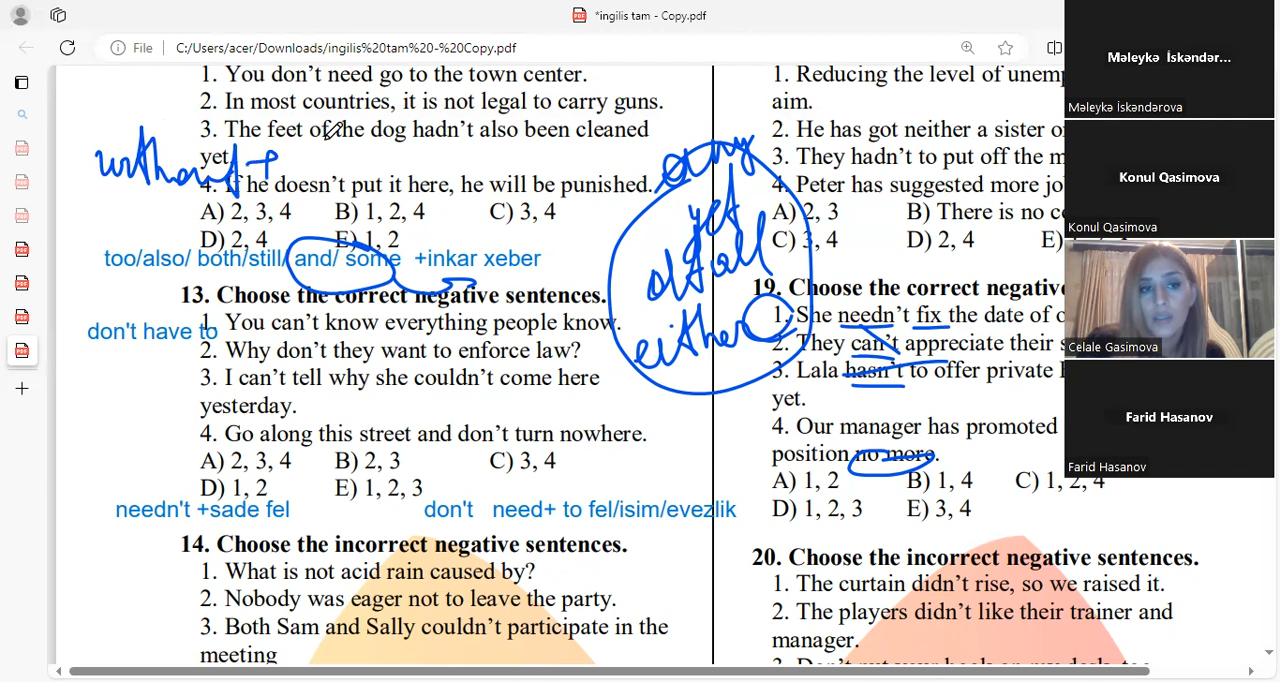 *ingilis tam - Copy.pdf
File
C:/Users/acer/Downloads/ingilis%20tam%20-%20Copy.pdf
1. You don't need go to the town center.
2. In most countries, it is not legal to carry guns.
3. The feet of the dog hadn't also been cleaned
yet.
without +
4. If he doesn't put it here, he will be punished.
A) 2, 3, 4 B) 1, 2, 4 C) 3, 4
D) 2, 4 E) 1, 2
too/also/ both/still/ and/ some +inkar xeber
13. Choose the correct negative sentences.
don't have to
1. You can't know everything people know.
2. Why don't they want to enforce law?
3. I can't tell why she couldn't come here
yesterday.
4. Go along this street and don't turn nowhere.
A) 2, 3, 4 B) 2, 3 C) 3, 4
D) 1, 2 E) 1, 2, 3
needn't +sade fel don't need+ to fel/isim/evezlik
14. Choose the incorrect negative sentences.
1. What is not acid rain caused by?
2. Nobody was eager not to leave the party.
3. Both Sam and Sally couldn't participate in the
meeting
any
yet
at all
either
1. Reducing the level of
aim.
2. He has got neither a sister
3. They hadn't to put off the
4. Peter has suggested more
A) 2, 3 B) There is no
C) 3, 4 D) 2, 4 E)
19. Choose the correct
1. She needn't fix the date of
2. They can't appreciate their
3. Lala hasn't to offer private
yet.
4. Our manager has promoted
position no more.
A) 1, 2 B) 1, 4 C) 1, 2, 4
D) 1, 2, 3 E) 3, 4
20. Choose the incorrect negative sentences.
1. The curtain didn't rise, so we raised it.
2. The players didn't like their trainer and
manager.
Məleykə İskəndər...
Məleykə İskəndərova
Konul Qasimova
Konul Qasimova
Celale Gasimova
Farid Hasanov
Farid Hasanov